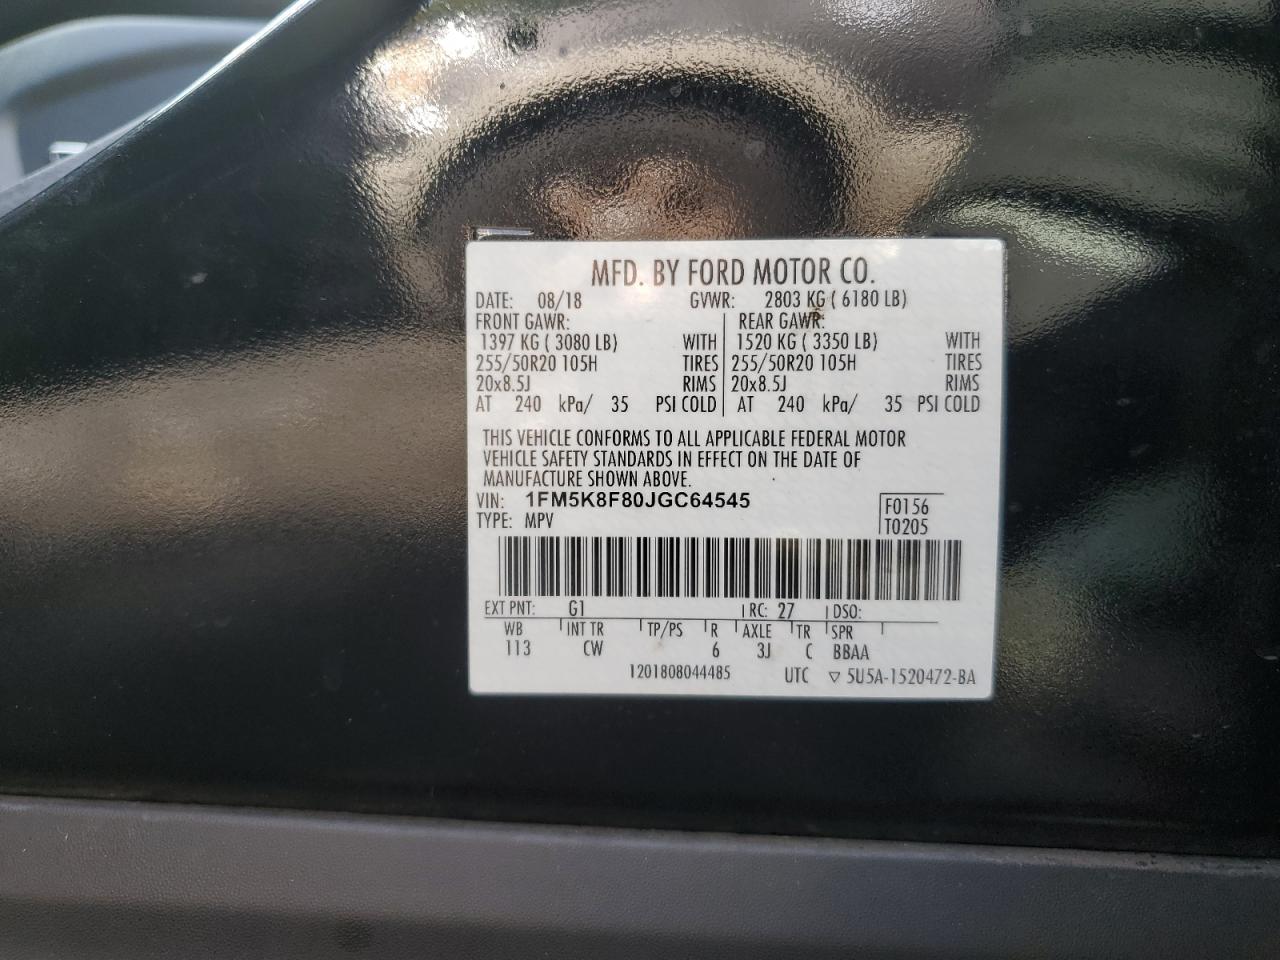 MFD. BY FORD MOTOR CO.
DATE: 08/18 GVWR: 2803 KG ( 6180 LB)
FRONT GAWR: REAR GAWR:
1397 KG ( 3080 LB) WITH 1520 KG ( 3350 LB) WITH
255/50R20 105H TIRES 255/50R20 105H TIRES
20x8.5J RIMS 20x8.5J RIMS
AT 240 kPa/ 35 PSI COLD AT 240 kPa/ 35 PSI COLD
THIS VEHICLE CONFORMS TO ALL APPLICABLE FEDERAL MOTOR
VEHICLE SAFETY STANDARDS IN EFFECT ON THE DATE OF
MANUFACTURE SHOWN ABOVE.
VIN: 1FM5K8F80JGC64545 F0156
TYPE: MPV T0205
EXT PNT: G1 RC: 27 DSO:
WB INT TR TP/PS R AXLE TR SPR
113 CW 6 3J C BBAA
1201808044485 UTC ▽ 5U5A-1520472-BA